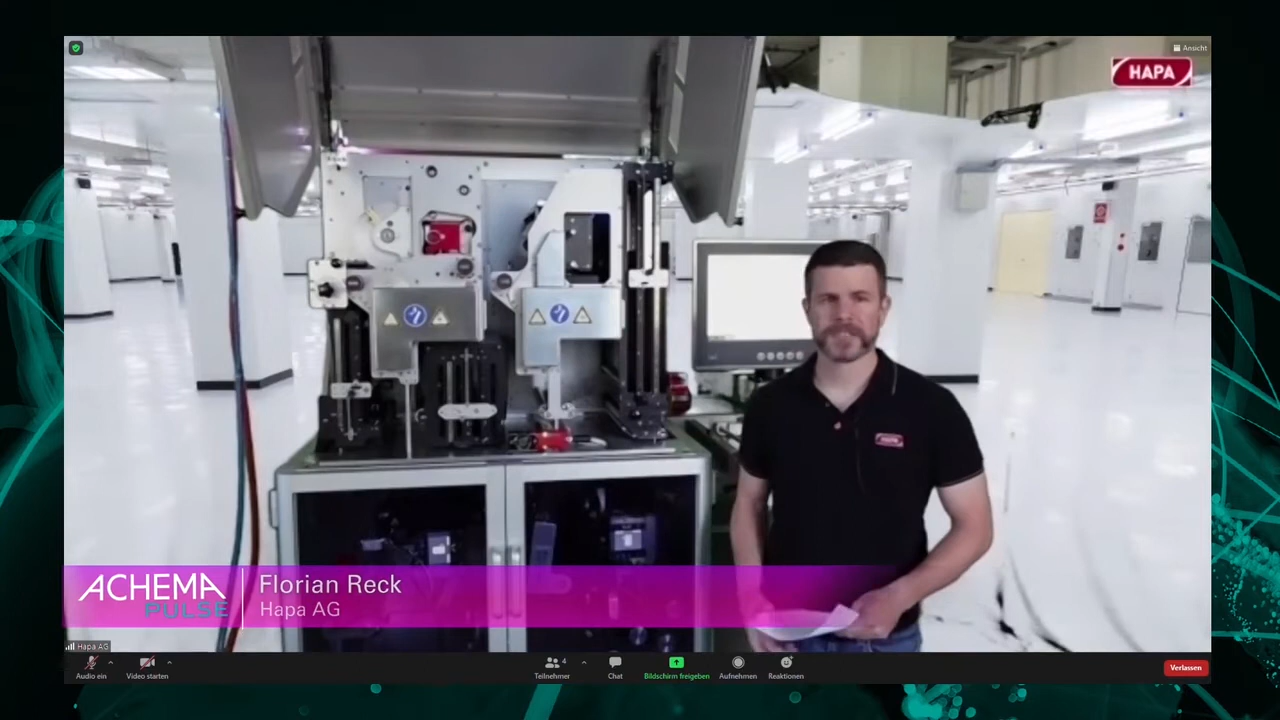 Ansicht
HAPA
HAPA
ACHEMA
PULSE
Florian Reck
Hapa AG
Hapa AG
4
Audio ein
Video starten
Teilnehmer
Chat
Bildschirm freigeben
Aufnehmen
Reaktionen
Verlassen